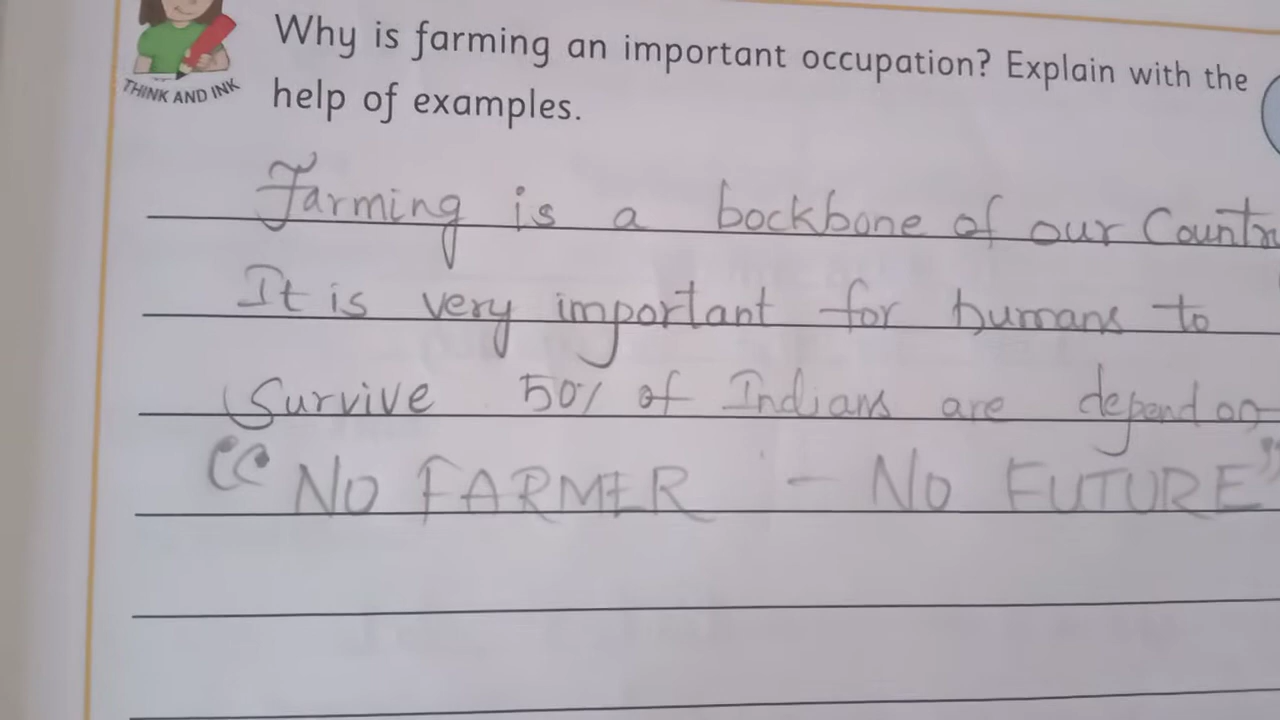 Why is farming an important occupation? Explain with the
THINK AND INK
help of examples.
Farming is a bockbone of our Countr
It is very important for humans to
Survive 50% of Indians are depend on
"NO FARMER - NO FUTURE"